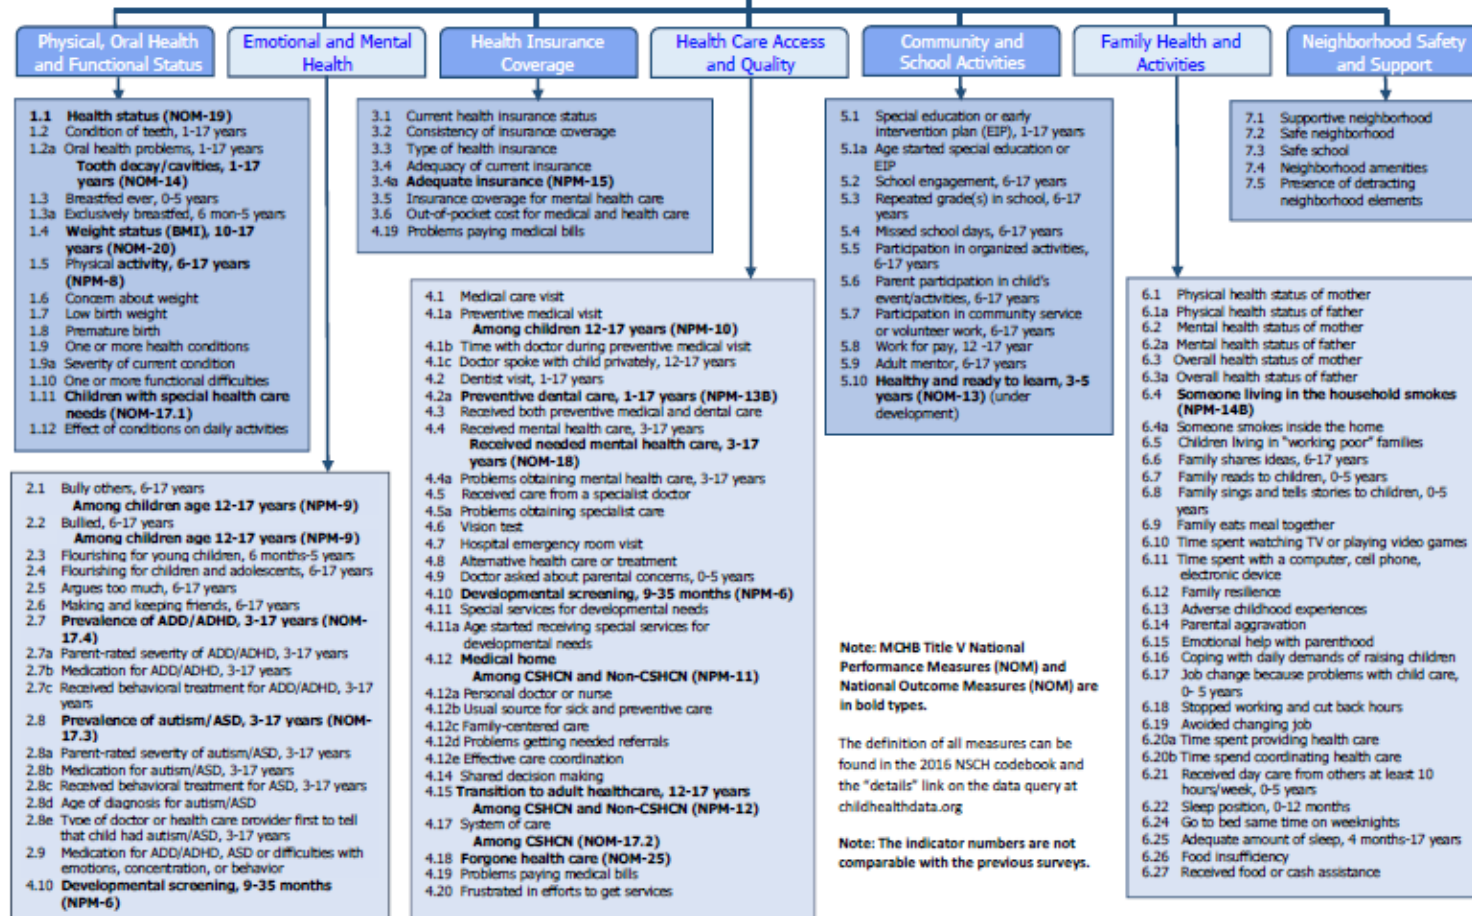 Physical, Oral Health
and Functional Status
Emotional and Mental
Health
Health Insurance
Coverage
Health Care Access
and Quality
Community and
School Activities
Family Health and
Activities
Neighborhood Safety
and Support
1.1 Health status (NOM-19)
1.2 Condition of teeth, 1-17 years
1.2a Oral health problems, 1-17 years
Tooth decay/cavities, 1-17
years (NOM-14)
1.3 Breastfed ever, 0-5 years
1.3a Exclusively breastfed, 6 mon-5 years
1.4 Weight status (BMI), 10-17
years (NOM-20)
1.5 Physical activity, 6-17 years
(NPM-8)
1.6 Concern about weight
1.7 Low birth weight
1.8 Premature birth
1.9 One or more health conditions
1.9a Severity of current condition
1.10 One or more functional difficulties
1.11 Children with special health care
needs (NOM-17.1)
1.12 Effect of conditions on daily activities
2.1 Bully others, 6-17 years
Among children age 12-17 years (NPM-9)
2.2 Bullied, 6-17 years
Among children age 12-17 years (NPM-9)
2.3 Flourishing for young children, 6 months-5 years
2.4 Flourishing for children and adolescents, 6-17 years
2.5 Argues too much, 6-17 years
2.6 Making and keeping friends, 6-17 years
2.7 Prevalence of ADD/ADHD, 3-17 years (NOM-
17.4)
2.7a Parent-rated severity of ADD/ADHD, 3-17 years
2.7b Medication for ADD/ADHD, 3-17 years
2.7c Received behavioral treatment for ADD/ADHD, 3-17
years
2.8 Prevalence of autism/ASD, 3-17 years (NOM-
17.3)
2.8a Parent-rated severity of autism/ASD, 3-17 years
2.8b Medication for autism/ASD, 3-17 years
2.8c Received behavioral treatment for ASD, 3-17 years
2.8d Age of diagnosis for autism/ASD
2.8e Type of doctor or health care provider first to tell
that child had autism/ASD, 3-17 years
2.9 Medication for ADD/ADHD, ASD or difficulties with
emotions, concentration, or behavior
4.10 Developmental screening, 9-35 months
(NPM-6)
3.1 Current health insurance status
3.2 Consistency of insurance coverage
3.3 Type of health insurance
3.4 Adequacy of current insurance
3.4a Adequate insurance (NPM-15)
3.5 Insurance coverage for mental health care
3.6 Out-of-pocket cost for medical and health care
4.19 Problems paying medical bills
4.1 Medical care visit
4.1a Preventive medical visit
Among children 12-17 years (NPM-10)
4.1b Time with doctor during preventive medical visit
4.1c Doctor spoke with child privately, 12-17 years
4.2 Dentist visit, 1-17 years
4.2a Preventive dental care, 1-17 years (NPM-13B)
4.3 Received both preventive medical and dental care
4.4 Received mental health care, 3-17 years
Received needed mental health care, 3-17
years (NOM-18)
4.4a Problems obtaining mental health care, 3-17 years
4.5 Received care from a specialist doctor
4.5a Problems obtaining specialist care
4.6 Vision test
4.7 Hospital emergency room visit
4.8 Alternative health care or treatment
4.9 Doctor asked about parental concerns, 0-5 years
4.10 Developmental screening, 9-35 months (NPM-6)
4.11 Special services for developmental needs
4.11a Age started receiving special services for
developmental needs
4.12 Medical home
Among CSHCN and Non-CSHCN (NPM-11)
4.12a Personal doctor or nurse
4.12b Usual source for sick and preventive care
4.12c Family-centered care
4.12d Problems getting needed referrals
4.12e Effective care coordination
4.14 Shared decision making
4.15 Transition to adult healthcare, 12-17 years
Among CSHCN and Non-CSHCN (NPM-12)
4.17 System of care
Among CSHCN (NOM-17.2)
4.18 Forgone health care (NOM-25)
4.19 Problems paying medical bills
4.20 Frustrated in efforts to get services
5.1 Special education or early
intervention plan (EIP), 1-17 years
5.1a Age started special education or
EIP
5.2 School engagement, 6-17 years
5.3 Repeated grade(s) in school, 6-17
years
5.4 Missed school days, 6-17 years
5.5 Participation in organized activities,
6-17 years
5.6 Parent participation in child's
event/activities, 6-17 years
5.7 Participation in community service
or volunteer work, 6-17 years
5.8 Work for pay, 12 -17 year
5.9 Adult mentor, 6-17 years
5.10 Healthy and ready to learn, 3-5
years (NOM-13) (under
development)
Note: MCHB Title V National
Performance Measures (NOM) and
National Outcome Measures (NOM) are
in bold types.
The definition of all measures can be
found in the 2016 NSCH codebook and
the "details" link on the data query at
childhealthdata.org
Note: The indicator numbers are not
comparable with the previous surveys.
6.1 Physical health status of mother
6.1a Physical health status of father
6.2 Mental health status of mother
6.2a Mental health status of father
6.3 Overall health status of mother
6.3a Overall health status of father
6.4 Someone living in the household smokes
(NPM-14B)
6.4a Someone smokes inside the home
6.5 Children living in "working poor" families
6.6 Family shares ideas, 6-17 years
6.7 Family reads to children, 0-5 years
6.8 Family sings and tells stories to children, 0-5
years
6.9 Family eats meal together
6.10 Time spent watching TV or playing video games
6.11 Time spent with a computer, cell phone,
electronic device
6.12 Family resilience
6.13 Adverse childhood experiences
6.14 Parental aggravation
6.15 Emotional help with parenthood
6.16 Coping with daily demands of raising children
6.17 Job change because problems with child care,
0- 5 years
6.18 Stopped working and cut back hours
6.19 Avoided changing job
6.20a Time spent providing health care
6.20b Time spend coordinating health care
6.21 Received day care from others at least 10
hours/week, 0-5 years
6.22 Sleep position, 0-12 months
6.24 Go to bed same time on weeknights
6.25 Adequate amount of sleep, 4 months-17 years
6.26 Food insufficiency
6.27 Received food or cash assistance
7.1 Supportive neighborhood
7.2 Safe neighborhood
7.3 Safe school
7.4 Neighborhood amenities
7.5 Presence of detracting
neighborhood elements